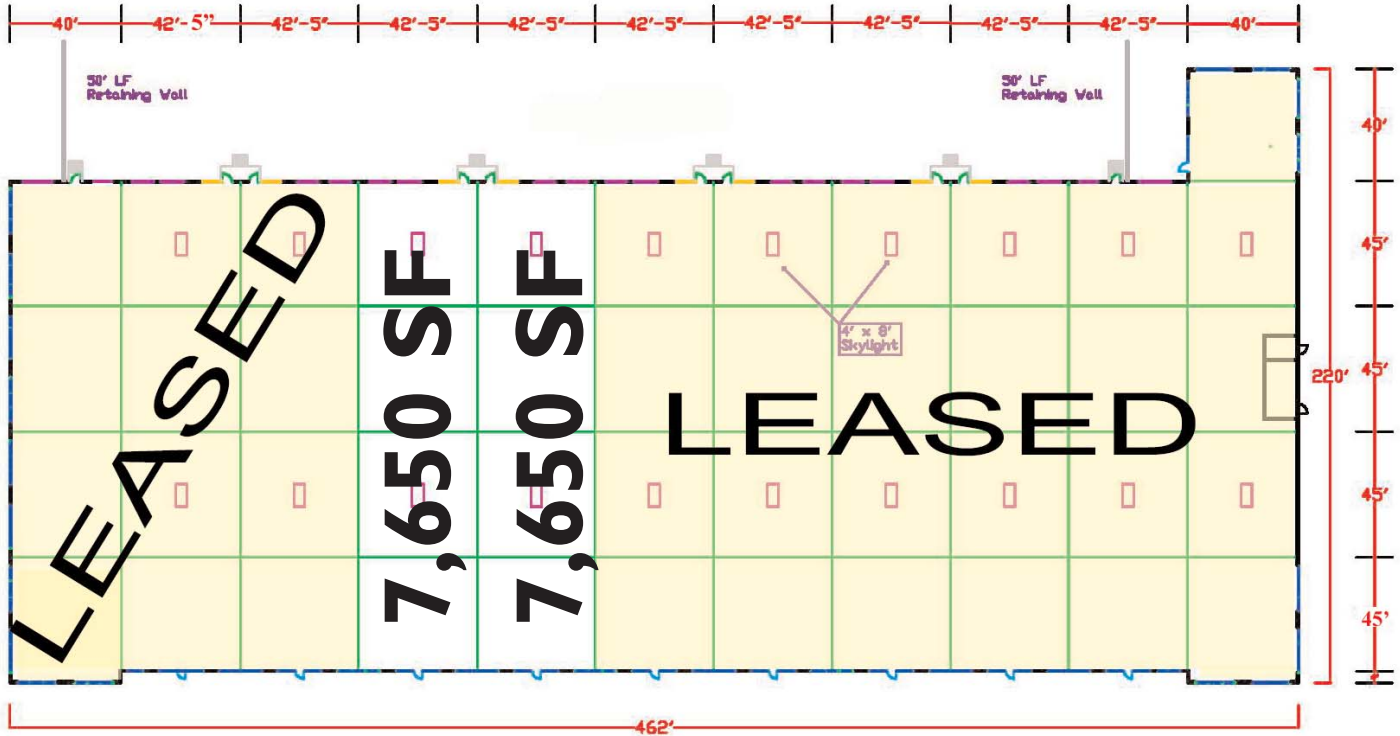 40' 42'-5" 42'-5" 42'-5" 42'-5" 42'-5" 42'-5" 42'-5" 42'-5" 42'-5" 40'
50' LF
Retaining Wall
50' LF
Retaining Wall
40'
45'
4' x 8'
Skylight
LEASED
7,650 SF
7,650 SF
LEASED
220'
45'
45'
45'
462'